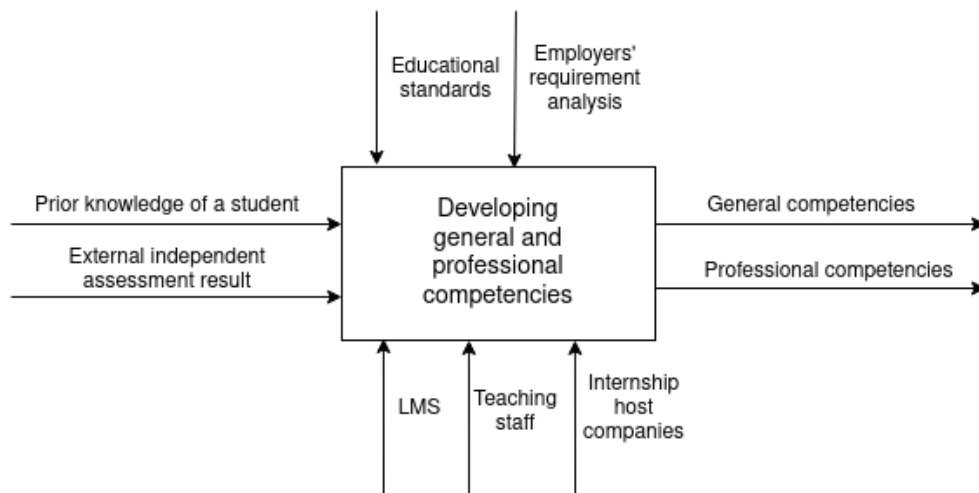 Educational
standards
Employers'
requirement
analysis
Prior knowledge of a student
External independent
assessment result
Developing
general and
professional
competencies
General competencies
Professional competencies
LMS
Teaching
staff
Internship
host
companies